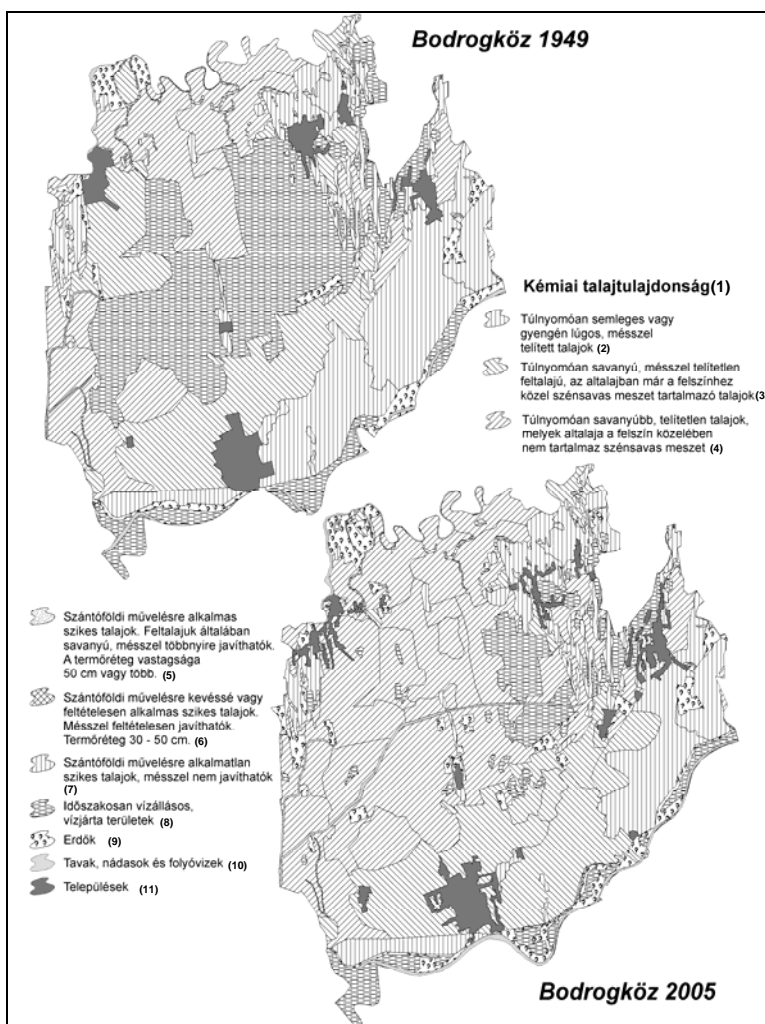 Bodrogköz 1949
Kémiai talajtulajdonság(1)
Túlnyomóan semleges vagy
gyengén lúgos, mésszel
telített talajok (2)
Túlnyomóan savanyú, mésszel telítetlen
feltalajú, az altalajban már a felszínhez
közel szénsavas meszet tartalmazó talajok(3
Túlnyomóan savanyúbb, telítetlen talajok,
melyek altalaja a felszín közelében
nem tartalmaz szénsavas meszet (4)
Szántóföldi művelésre alkalmas
szikes talajok. Feltalajuk általában
savanyú, mésszel többnyire javíthatók.
A termőréteg vastagsága
50 cm vagy több. (5)
Szántóföldi művelésre kevéssé vagy
feltételesen alkalmas szikes talajok.
Mésszel feltételesen javíthatók.
Termőréteg 30 - 50 cm. (6)
Szántóföldi művelésre alkalmatlan
szikes talajok, mésszel nem javíthatók
(7)
Időszakosan vízállásos,
vízjárta területek (8)
Erdők (9)
Tavak, nádasok és folyóvizek (10)
Települések (11)
Bodrogköz 2005